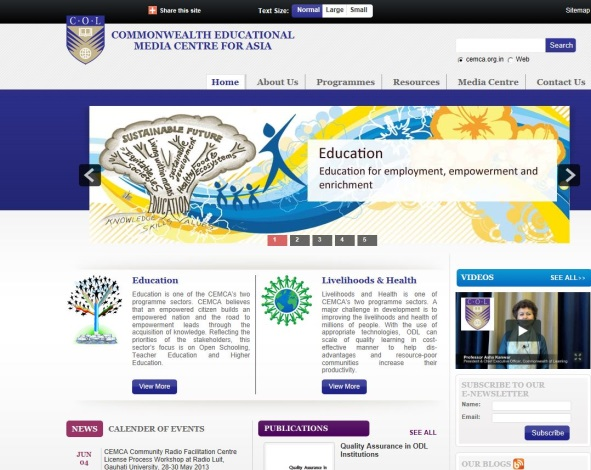 Share this site
Text Size: Normal Large Small
Sitemap
C·O·L
COMMONWEALTH EDUCATIONAL
MEDIA CENTRE FOR ASIA
Search
cemca.org.in Web
Home About Us Programmes Resources Media Centre Contact Us
SUSTAINABLE FUTURE
EDUCATION
KNOWLEDGE
SKILLS VALUES
Education
Education for employment, empowerment and
enrichment
1 2 3 4 5
Education
Education is one of the CEMCA's two
programme sectors. CEMCA believes
that an empowered citizen builds an
empowered nation and the road to
empowerment leads through the
acquisition of knowledge. Reflecting the
priorities of the stakeholders, this
sector's focus is on Open Schooling,
Teacher Education and Higher
Education.
View More
Livelihoods & Health
Livelihoods and Health is one of
CEMCA's two programme sectors. A
major challenge in development is to
improving the livelihoods and health of
millions of people. With the use of
appropriate technologies, ODL can
scale of quality learning in cost-
effective manner to help dis-
advantages and resource-poor
communities increase their
productivity.
View More
VIDEOS SEE ALL>>
C·O·L
Professor Asha Kanwar
President & Chief Executive Officer, Commonwealth of Learning
SUBSCRIBE TO OUR
E-NEWSLETTER
Name:
Email:
Subscribe
OUR BLOGS
NEWS CALENDER OF EVENTS
JUN
04
CEMCA Community Radio Facilitation Centre
License Process Workshop at Radio Luit,
Gauhati University, 28-30 May 2013
PUBLICATIONS SEE ALL
Quality Assurance in
Quality Assurance in ODL
Institutions